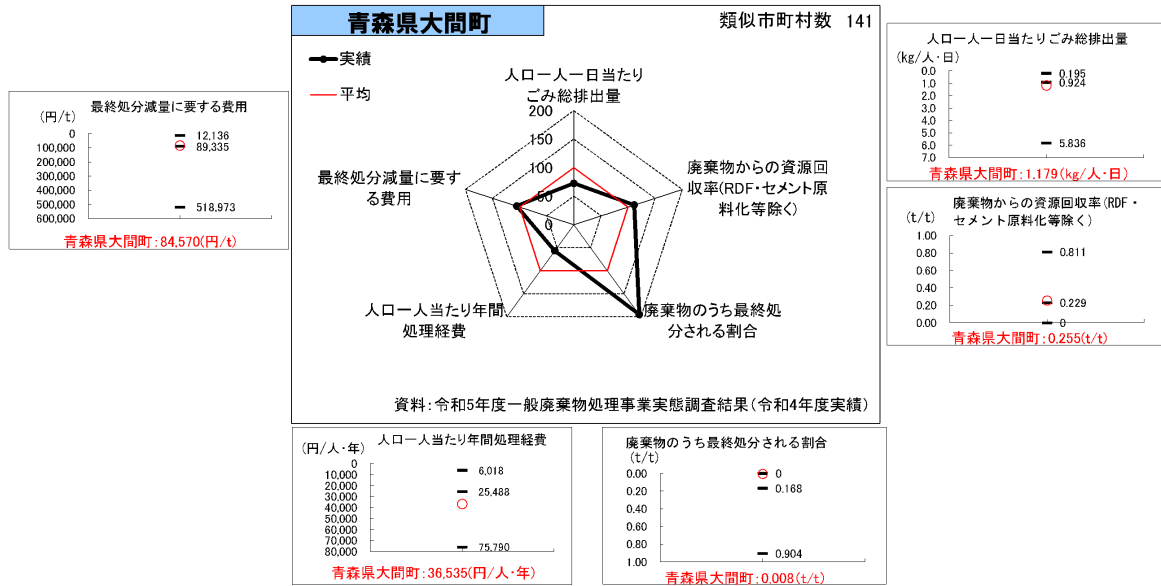 青森県大間町
類似市町村数 141
実績
平均
人口一人一日当たり
ごみ総排出量
200
150
100
50
0
廃棄物からの資源回
収率(RDF・セメント原
料化等除く)
廃棄物のうち最終処
分される割合
人口一人当たり年間
処理経費
最終処分減量に要す
る費用
資料:令和5年度一般廃棄物処理事業実態調査結果(令和4年度実績)
最終処分減量に要する費用
(円/t)
0
100,000
200,000
300,000
400,000
500,000
600,000
12,136
89,335
518,973
青森県大間町:84,570(円/t)
人口一人一日当たりごみ総排出量
(kg/人・日)
0.0
1.0
2.0
3.0
4.0
5.0
6.0
7.0
0.195
0.924
5.836
青森県大間町:1.179(kg/人・日)
廃棄物からの資源回収率(RDF・
セメント原料化等除く)
(t/t)
1.00
0.80
0.60
0.40
0.20
0.00
0.811
0.229
0
青森県大間町:0.255(t/t)
人口一人当たり年間処理経費
(円/人・年)
0
10,000
20,000
30,000
40,000
50,000
60,000
70,000
80,000
6,018
25,488
75,790
青森県大間町:36,535(円/人・年)
廃棄物のうち最終処分される割合
(t/t)
0.00
0.20
0.40
0.60
0.80
1.00
0
0.168
0.904
青森県大間町:0.008(t/t)